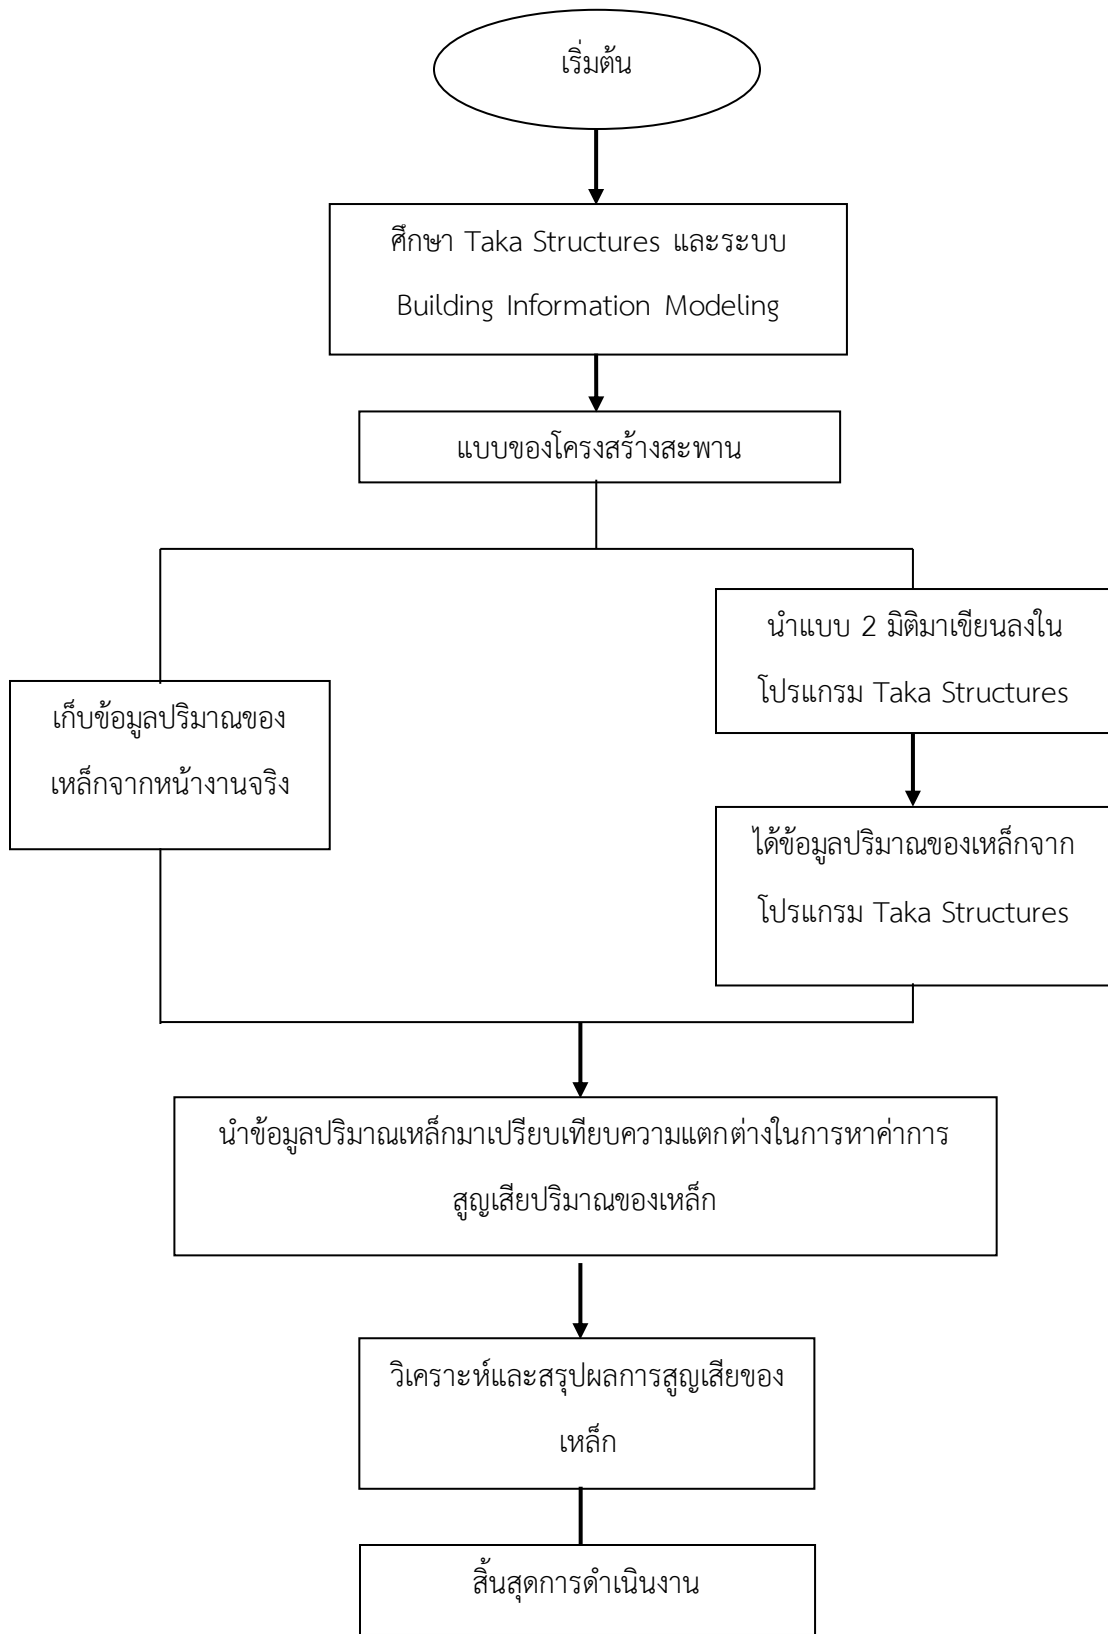 เริ่มต้น
ศึกษา Taka Structures และระบบ
Building Information Modeling
แบบของโครงสร้างสะพาน
นำแบบ 2 มิติมาเขียนลงใน
โปรแกรม Taka Structures
เก็บข้อมูลปริมาณของ
เหล็กจากหน้างานจริง
ได้ข้อมูลปริมาณของเหล็กจาก
โปรแกรม Taka Structures
นำข้อมูลปริมาณเหล็กมาเปรียบเทียบความแตกต่างในการหาค่าการ
สูญเสียปริมาณของเหล็ก
วิเคราะห์และสรุปผลการสูญเสียของ
เหล็ก
สิ้นสุดการดำเนินงาน